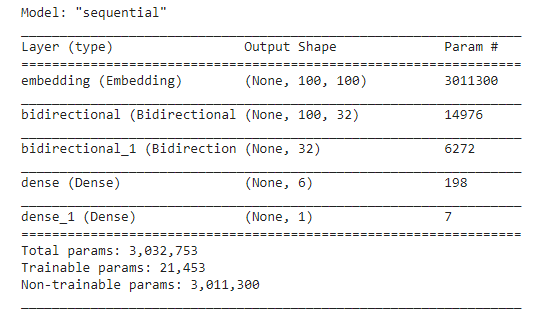 Model: "sequential"
_________________________________________________________________
Layer (type)                 Output Shape              Param #
=================================================================
embedding (Embedding)        (None, 100, 100)          3011300
_________________________________________________________________
bidirectional (Bidirectional (None, 100, 32)           14976
_________________________________________________________________
bidirectional_1 (Bidirection (None, 32)                6272
_________________________________________________________________
dense (Dense)                (None, 6)                 198
_________________________________________________________________
dense_1 (Dense)              (None, 1)                 7
=================================================================
Total params: 3,032,753
Trainable params: 21,453
Non-trainable params: 3,011,300
_________________________________________________________________